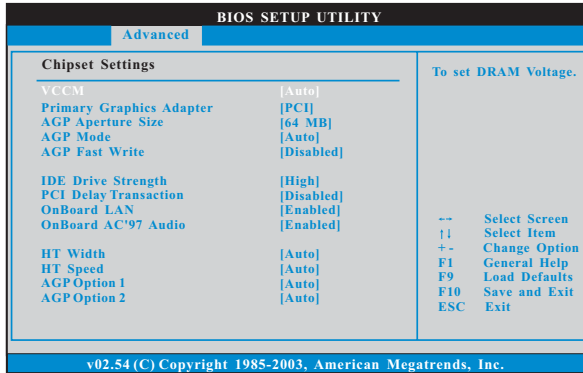 BIOS SETUP UTILITY
Advanced
Chipset Settings
VCCM [Auto]
Primary Graphics Adapter [PCI]
AGP Aperture Size [64 MB]
AGP Mode [Auto]
AGP Fast Write [Disabled]
IDE Drive Strength [High]
PCI Delay Transaction [Disabled]
OnBoard LAN [Enabled]
OnBoard AC'97 Audio [Enabled]
HT Width [Auto]
HT Speed [Auto]
AGP Option 1 [Auto]
AGP Option 2 [Auto]
To set DRAM Voltage.
←→ Select Screen
↑↓ Select Item
+ - Change Option
F1 General Help
F9 Load Defaults
F10 Save and Exit
ESC Exit
v02.54 (C) Copyright 1985-2003, American Megatrends, Inc.